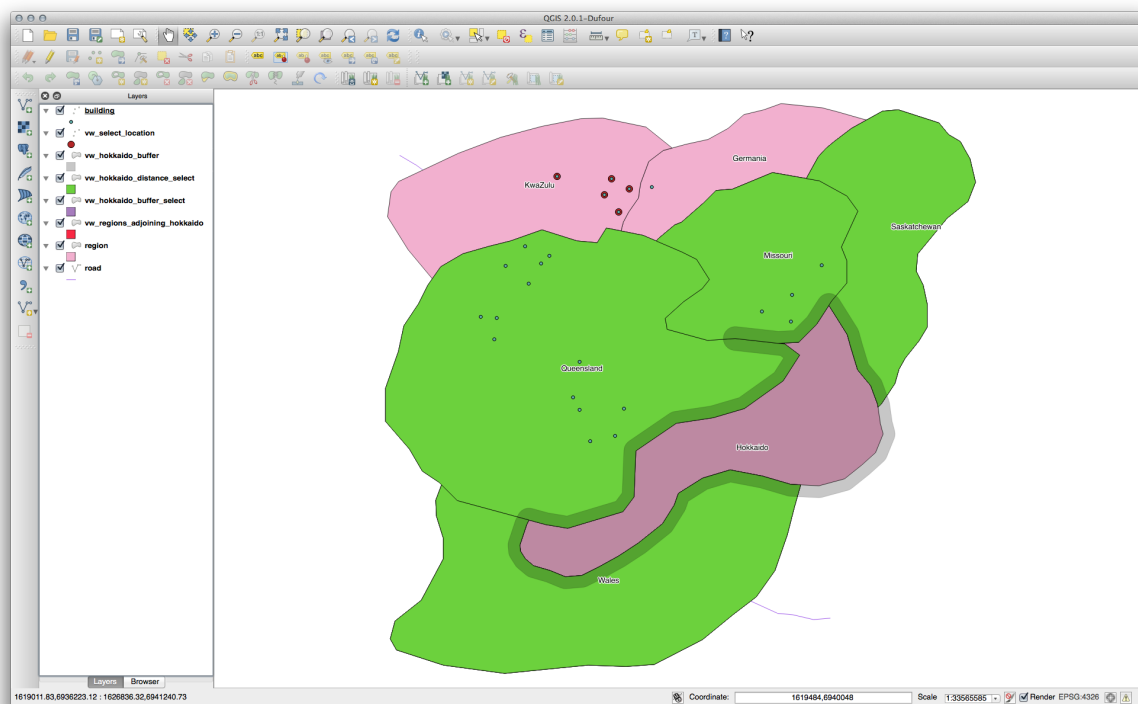 QGIS 2.0.1-Dufour
Layers
building
vw_select_location
vw_hokkaido_buffer
vw_hokkaido_distance_select
vw_hokkaido_buffer_select
vw_regions_adjoining_hokkaido
region
road
Germania
KwaZulu
Saskatchewan
Missouri
Queensland
Hokkaido
Wales
Layers Browser
1619011.83,6936223.12 : 1626836.32,6941240.73 Coordinate: 1619484,6940048 Scale 1:33565585 Render EPSG:4326